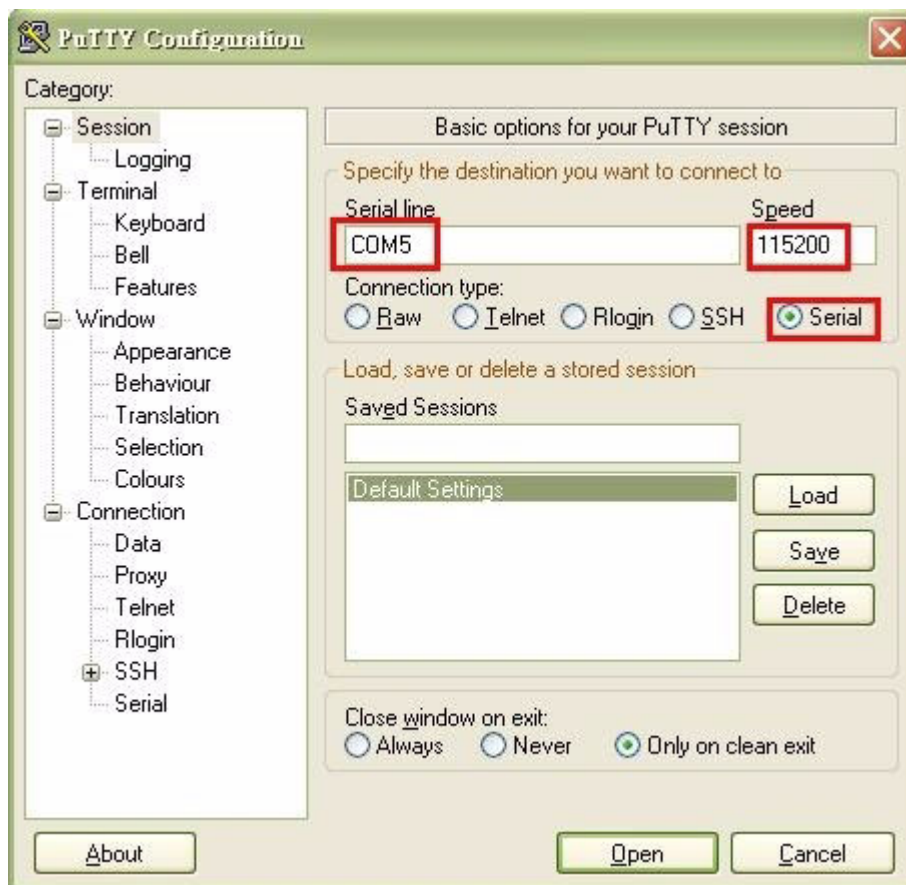 PuTTY Configuration
Category:
Session
Logging
Terminal
Keyboard
Bell
Features
Window
Appearance
Behaviour
Translation
Selection
Colours
Connection
Data
Proxy
Telnet
Rlogin
SSH
Serial
Basic options for your PuTTY session
Specify the destination you want to connect to
Serial line Speed
COM5 115200
Connection type:
Raw Telnet Rlogin SSH Serial
Load, save or delete a stored session
Saved Sessions
Default Settings
Load
Save
Delete
Close window on exit:
Always Never Only on clean exit
About Open Cancel